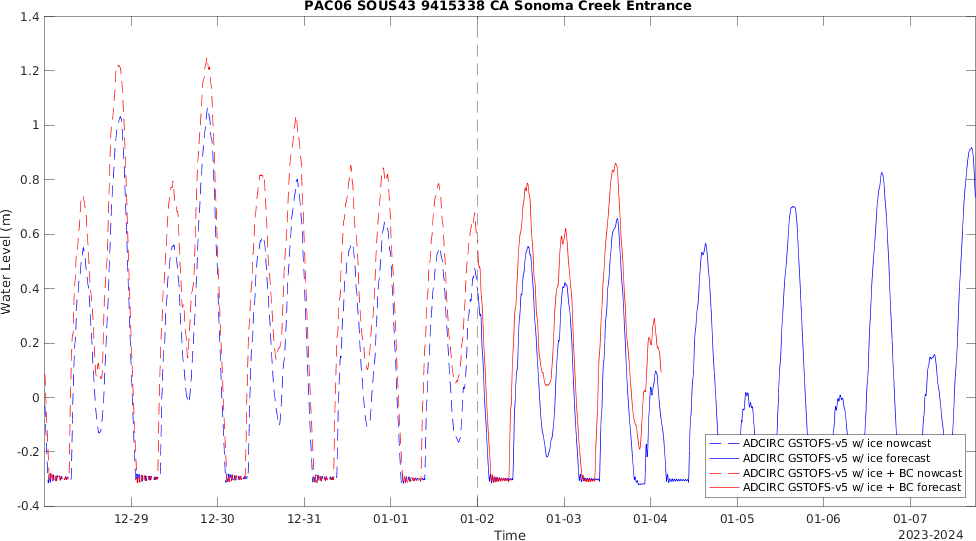 PAC06 SOUS43 9415338 CA Sonoma Creek Entrance
1.4
1.2
1
0.8
0.6
0.4
0.2
0
-0.2
-0.4
Water Level (m)
ADCIRC GSTOFS-v5 w/ ice nowcast
ADCIRC GSTOFS-v5 w/ ice forecast
ADCIRC GSTOFS-v5 w/ ice + BC nowcast
ADCIRC GSTOFS-v5 w/ ice + BC forecast
12-29 12-30 12-31 01-01 01-02 01-03 01-04 01-05 01-06 01-07
Time
2023-2024